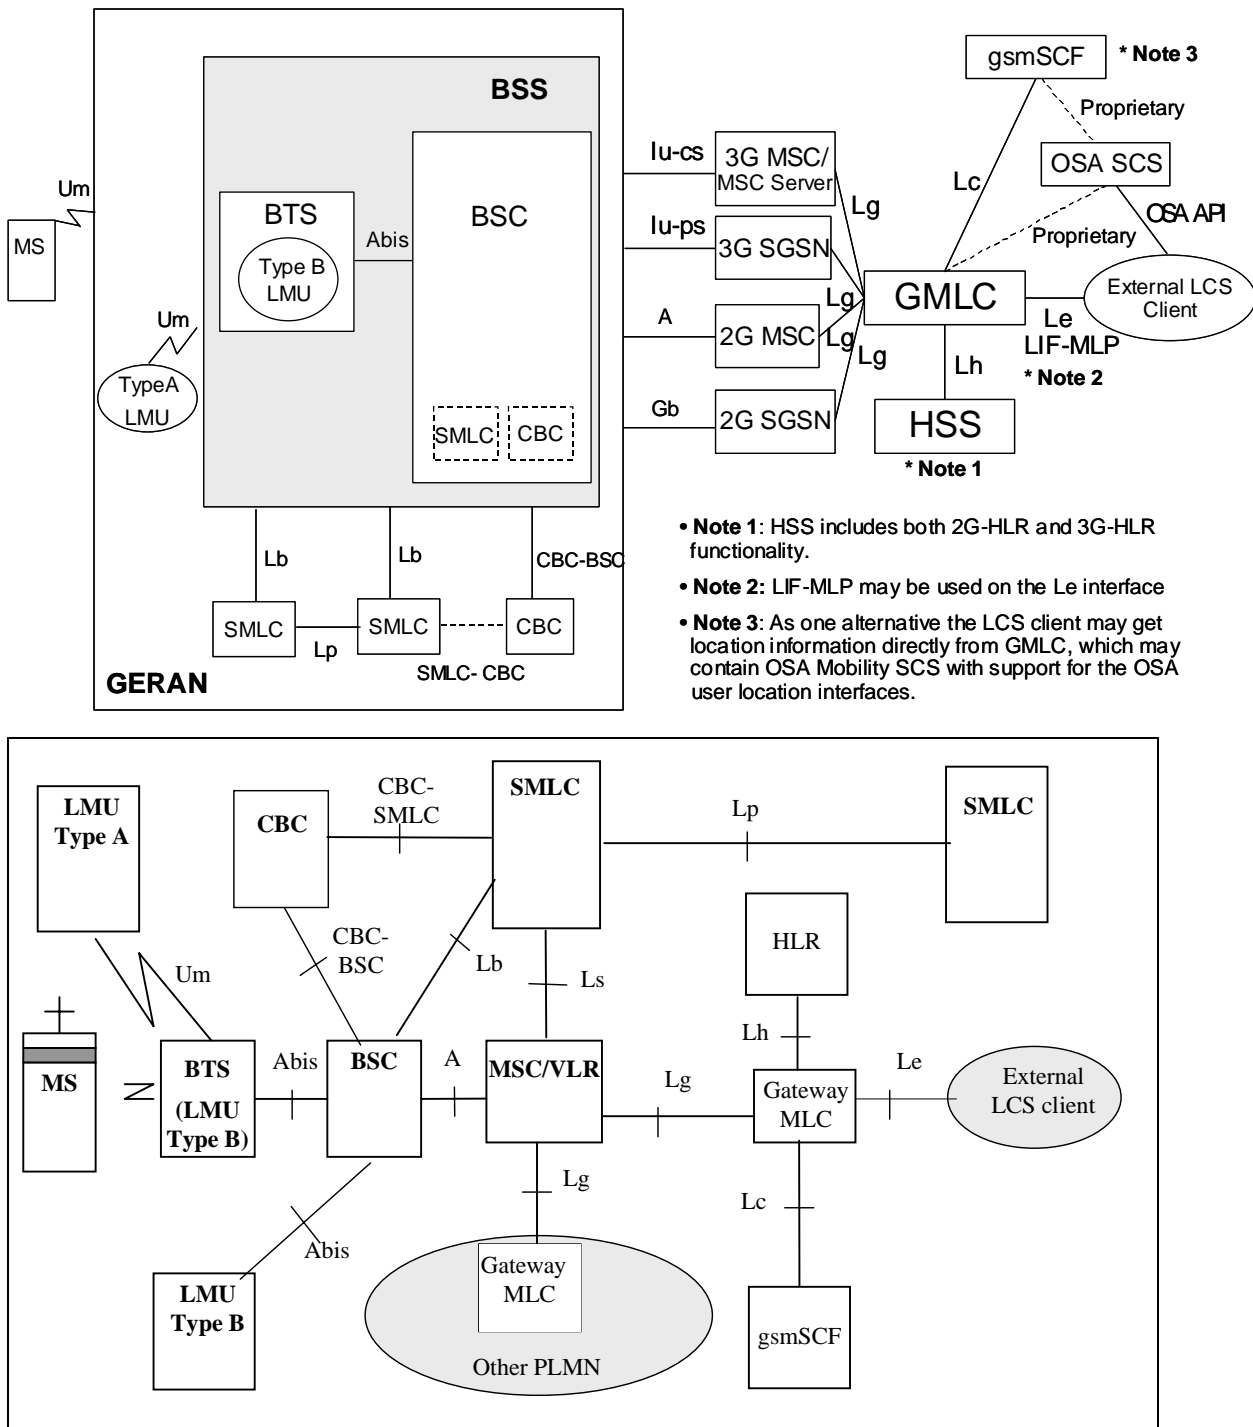 gsmSCF
* Note 3
BSS
Proprietary
Iu-cs
3G MSC/
MSC Server
OSA SCS
Um
Lc
Lg
OSA API
BTS
BSC
Abis
Iu-ps
3G SGSN
Proprietary
MS
Type B
LMU
GMLC
External LCS
Client
Um
A
Lg
2G MSC
Lg
Lg
Le
LIF-MLP
* Note 2
TypeA
LMU
Lh
Gb
2G SGSN
HSS
SMLC
CBC
* Note 1
Lb
Lb
CBC-BSC
SMLC
SMLC
CBC
Lp
SMLC- CBC
GERAN
• Note 1: HSS includes both 2G-HLR and 3G-HLR
functionality.
• Note 2: LIF-MLP may be used on the Le interface
• Note 3: As one alternative the LCS client may get
location information directly from GMLC, which may
contain OSA Mobility SCS with support for the OSA
user location interfaces.
LMU
Type A
CBC
CBC-
SMLC
SMLC
Lp
SMLC
CBC-
BSC
Lb
HLR
Um
Ls
Lh
MS
BTS
(LMU
Type B)
Abis
BSC
A
MSC/VLR
Lg
Gateway
MLC
Le
External
LCS client
Lg
Lc
Abis
LMU
Type B
Gateway
MLC
Other PLMN
gsmSCF